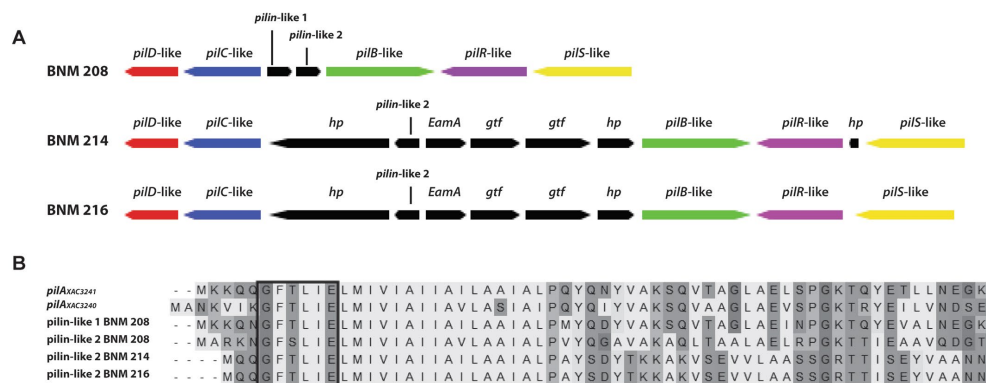 A
pilin-like 1
pilD-like pilC-like pilin-like 2 pilB-like pilR-like pilS-like
BNM 208
pilin-like 2
pilD-like pilC-like hp EamA gtf gtf hp pilB-like pilR-like hp pilS-like
BNM 214
pilin-like 2
pilD-like pilC-like hp EamA gtf gtf hp pilB-like pilR-like pilS-like
BNM 216
B
pilAXAC3241 - - M K K Q Q G F T L I E L M I V I A I I A I L A A I A L P Q Y Q N Y V A K S Q V T A G L A E L S P G K T Q Y E T L L N E G K
pilAXAC3240 M A N K V I K G F T L I E L M I V I A I I A V L A S I A L P Q Y Q I Y V A K S Q V A A G L A E V S P G K T R Y E I L V N D S E
pilin-like 1 BNM 208 - - M K K Q N G F T L I E L M I V I A I I A I L A A I A L P M Y Q D Y V A K S Q V T A G L A E I N P G K T Q Y E V A L N E G K
pilin-like 2 BNM 208 - - M A R K N G F S L I E L M I V I A I I A I L A A I A L P A Y S D Y V G K A Q L T A A L A E L R P G K T T I E A A V Q D G T
pilin-like 2 BNM 214 - - - - M Q Q G F T L I E L M I V I A I I A I L A A I A L P A Y S D Y T K K A K V S E V V L A A S S G R T T I S E Y V A A N N
pilin-like 2 BNM 216 - - - - M Q Q G F T L I E L M I V I A I I A I L A A I A L P A Y S D Y T K K A K V S E V V L A A S S G R T T I S E Y V A A N N